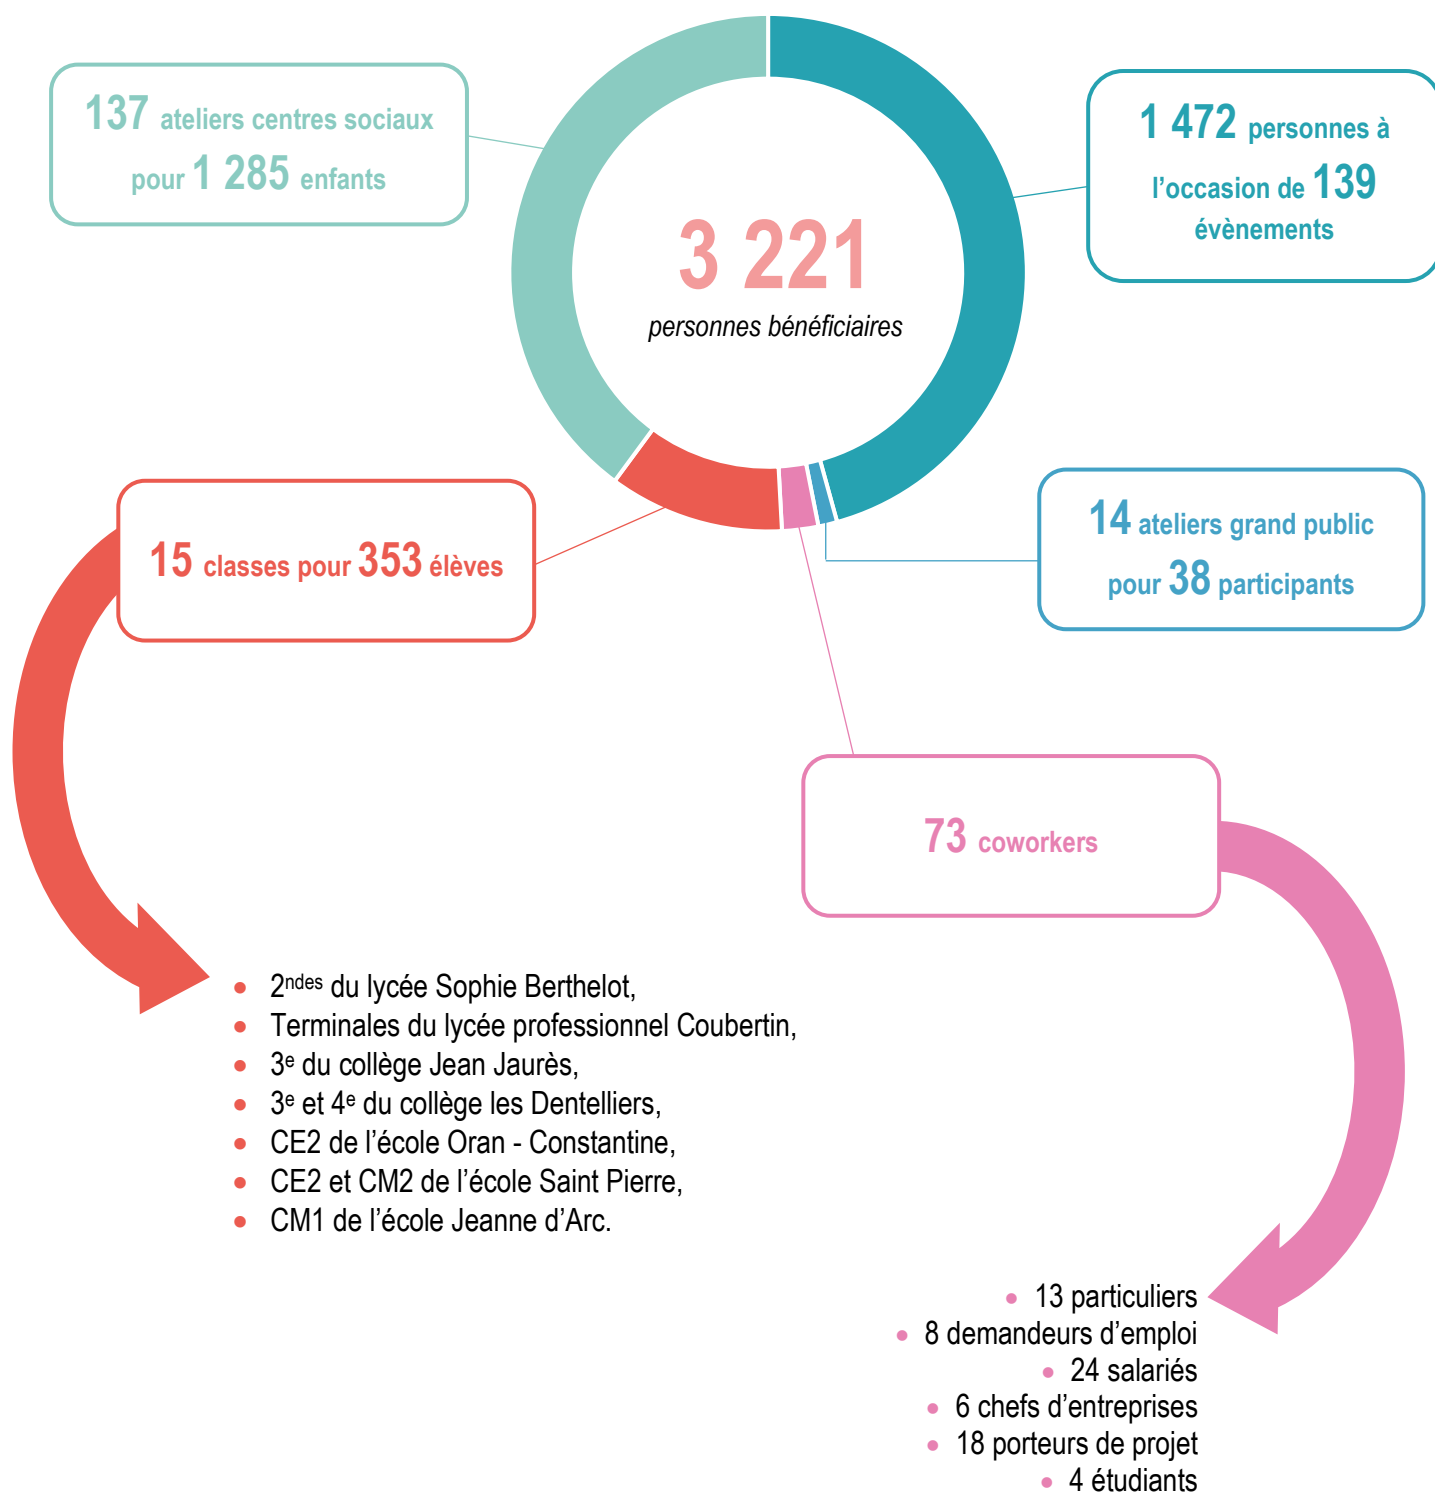 137 ateliers centres sociaux
pour 1 285 enfants
1 472 personnes à
l’occasion de 139
évènements
3 221
personnes bénéficiaires
15 classes pour 353 élèves
14 ateliers grand public
pour 38 participants
73 coworkers
• 2ndes du lycée Sophie Berthelot,
• Terminales du lycée professionnel Coubertin,
• 3e du collège Jean Jaurès,
• 3e et 4e du collège les Dentelliers,
• CE2 de l’école Oran - Constantine,
• CE2 et CM2 de l’école Saint Pierre,
• CM1 de l’école Jeanne d’Arc.
• 13 particuliers
• 8 demandeurs d’emploi
• 24 salariés
• 6 chefs d’entreprises
• 18 porteurs de projet
• 4 étudiants